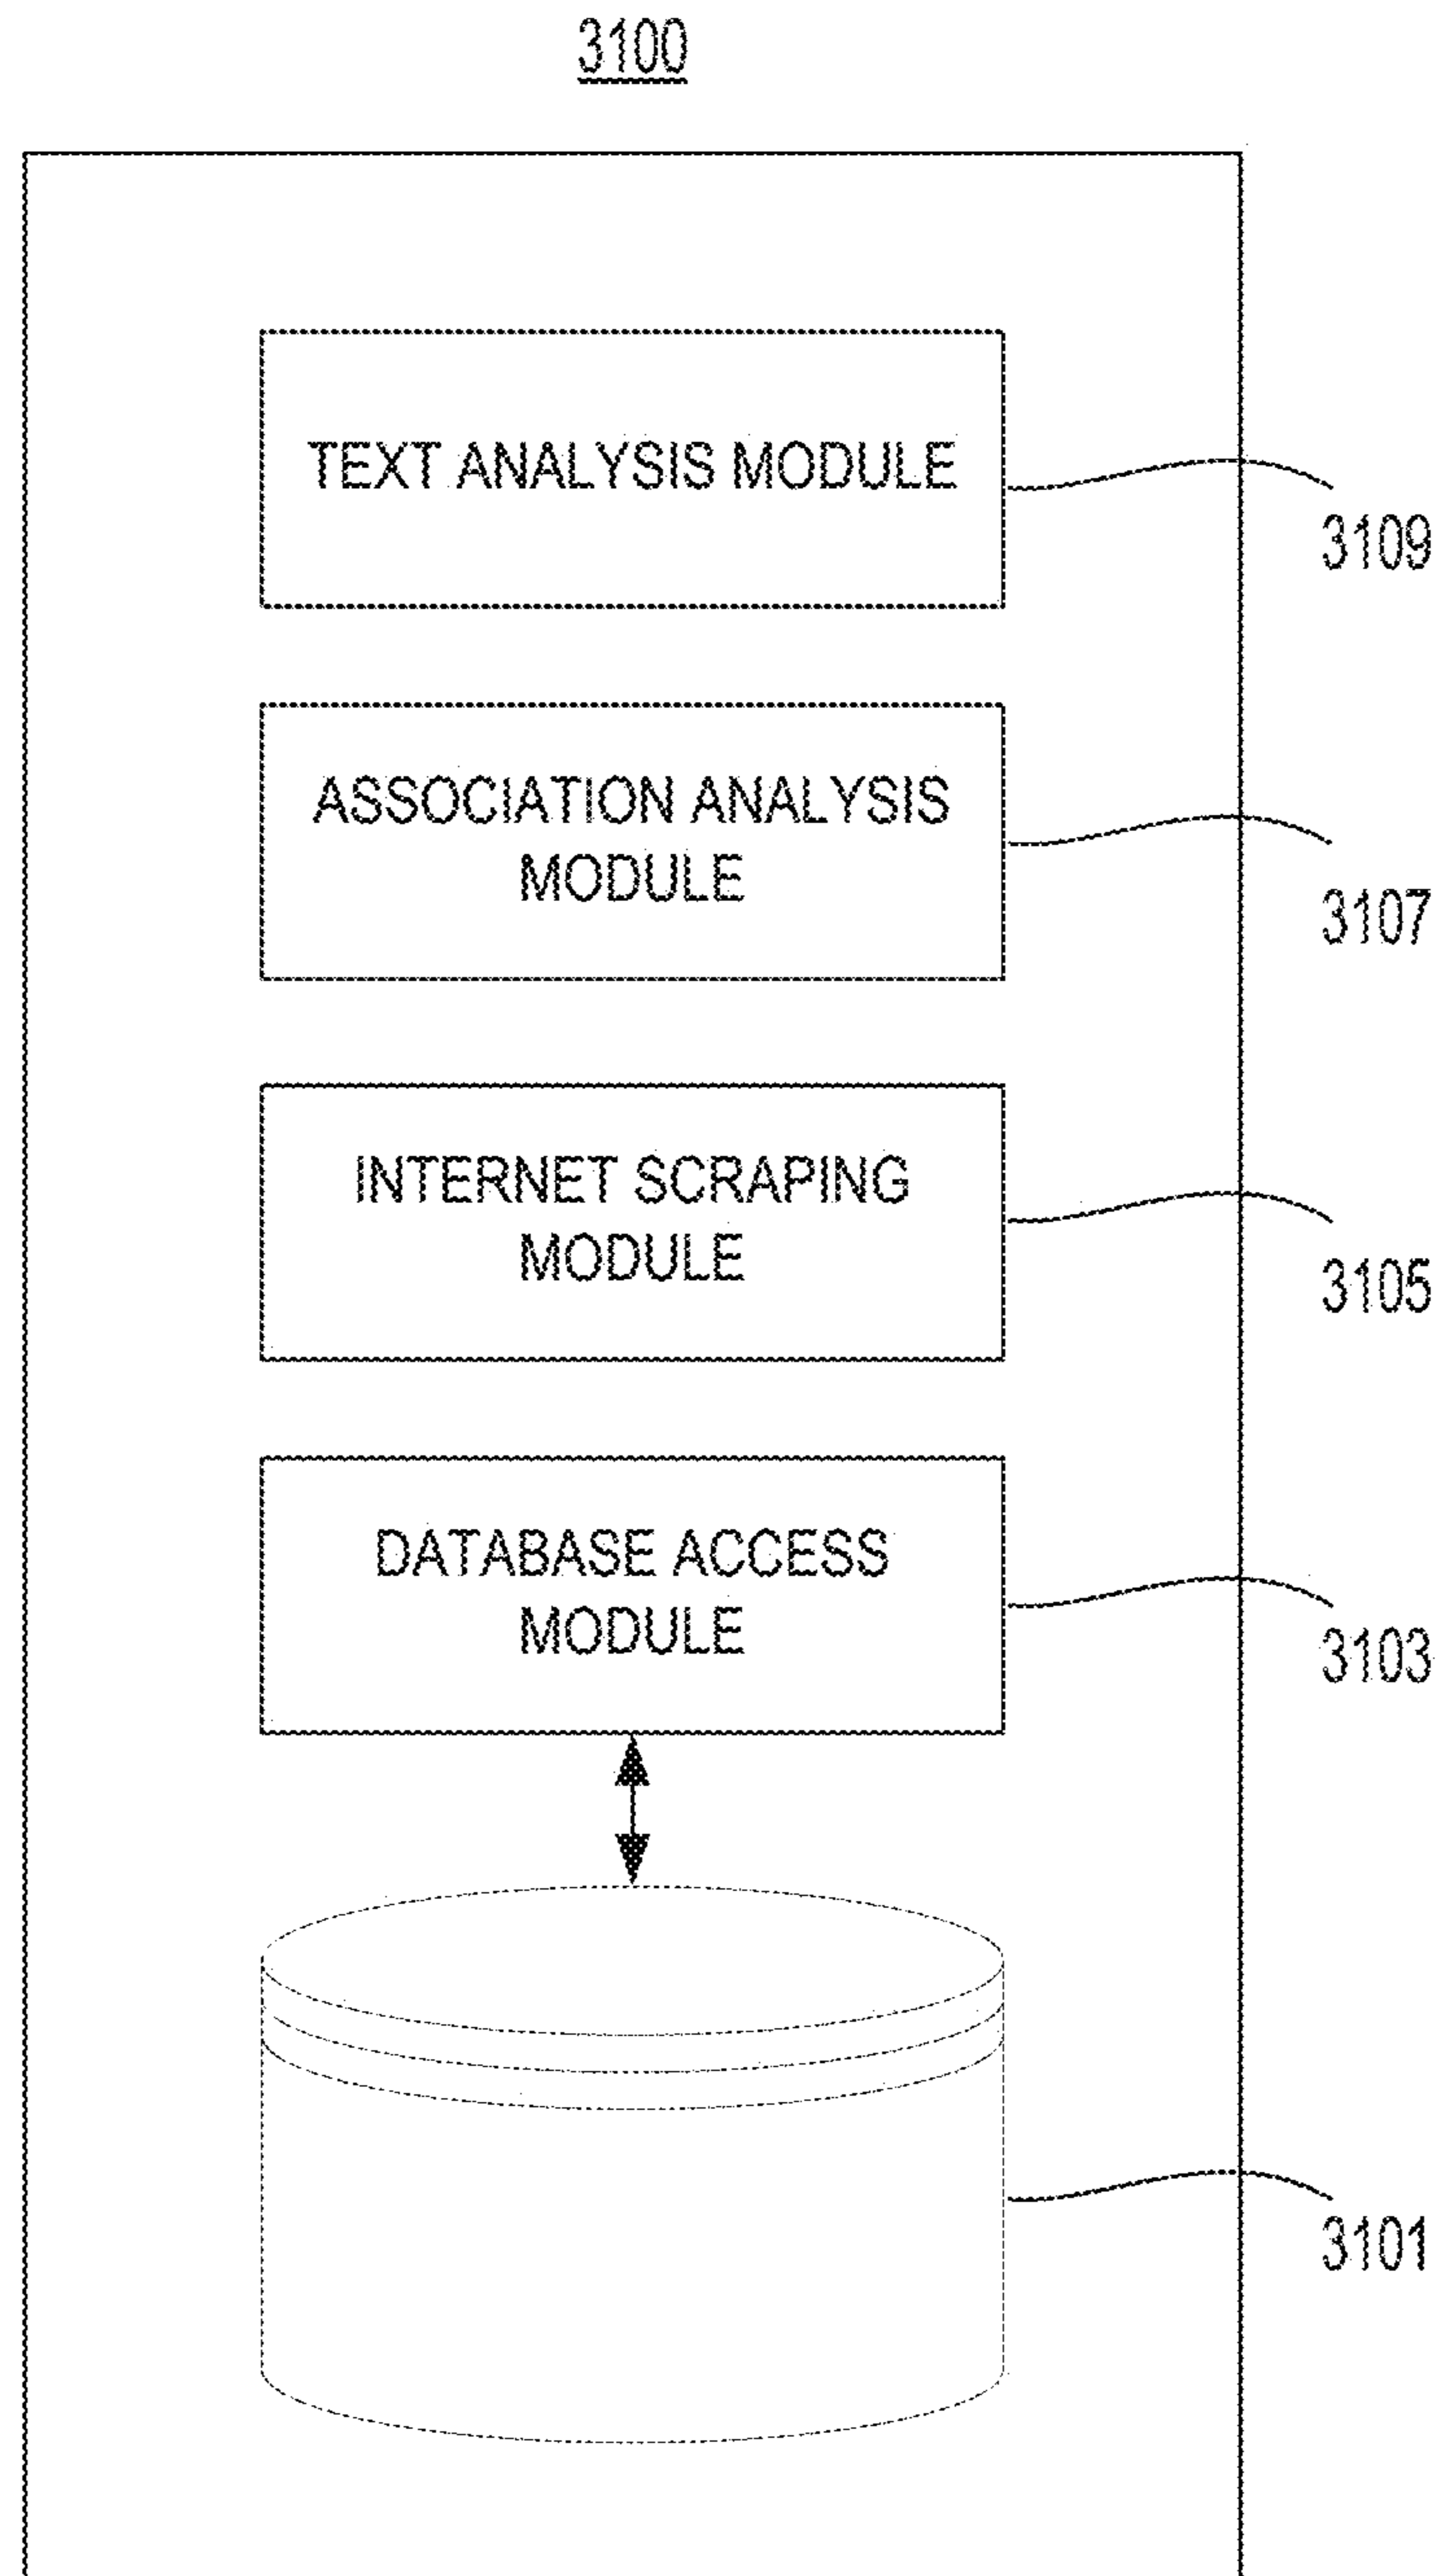 3100
TEXT ANALYSIS MODULE
3109
ASSOCIATION ANALYSIS
MODULE
3107
INTERNET SCRAPING
MODULE
3105
DATABASE ACCESS
MODULE
3103
3101